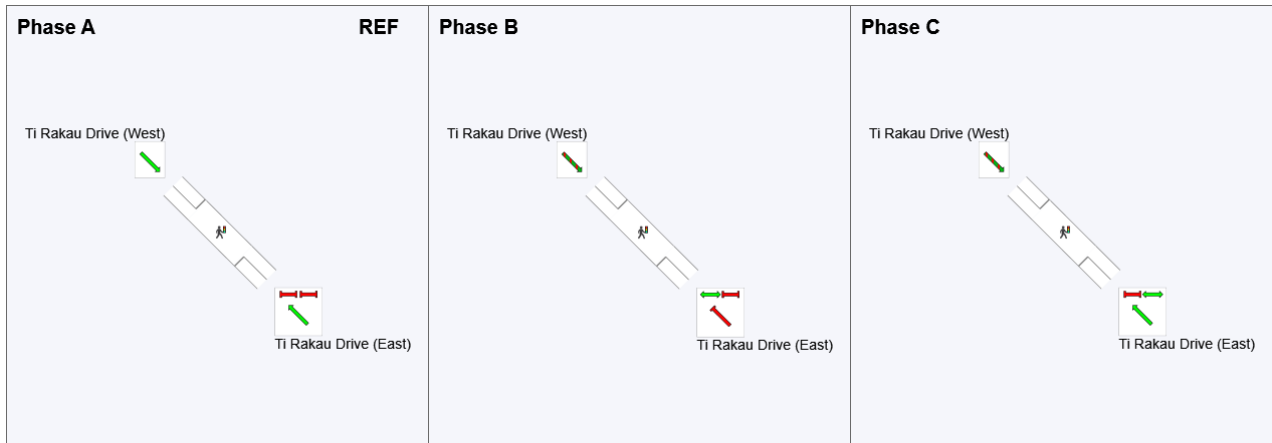 Phase A REF
Ti Rakau Drive (West)
Ti Rakau Drive (East)
Phase B
Ti Rakau Drive (West)
Ti Rakau Drive (East)
Phase C
Ti Rakau Drive (West)
Ti Rakau Drive (East)